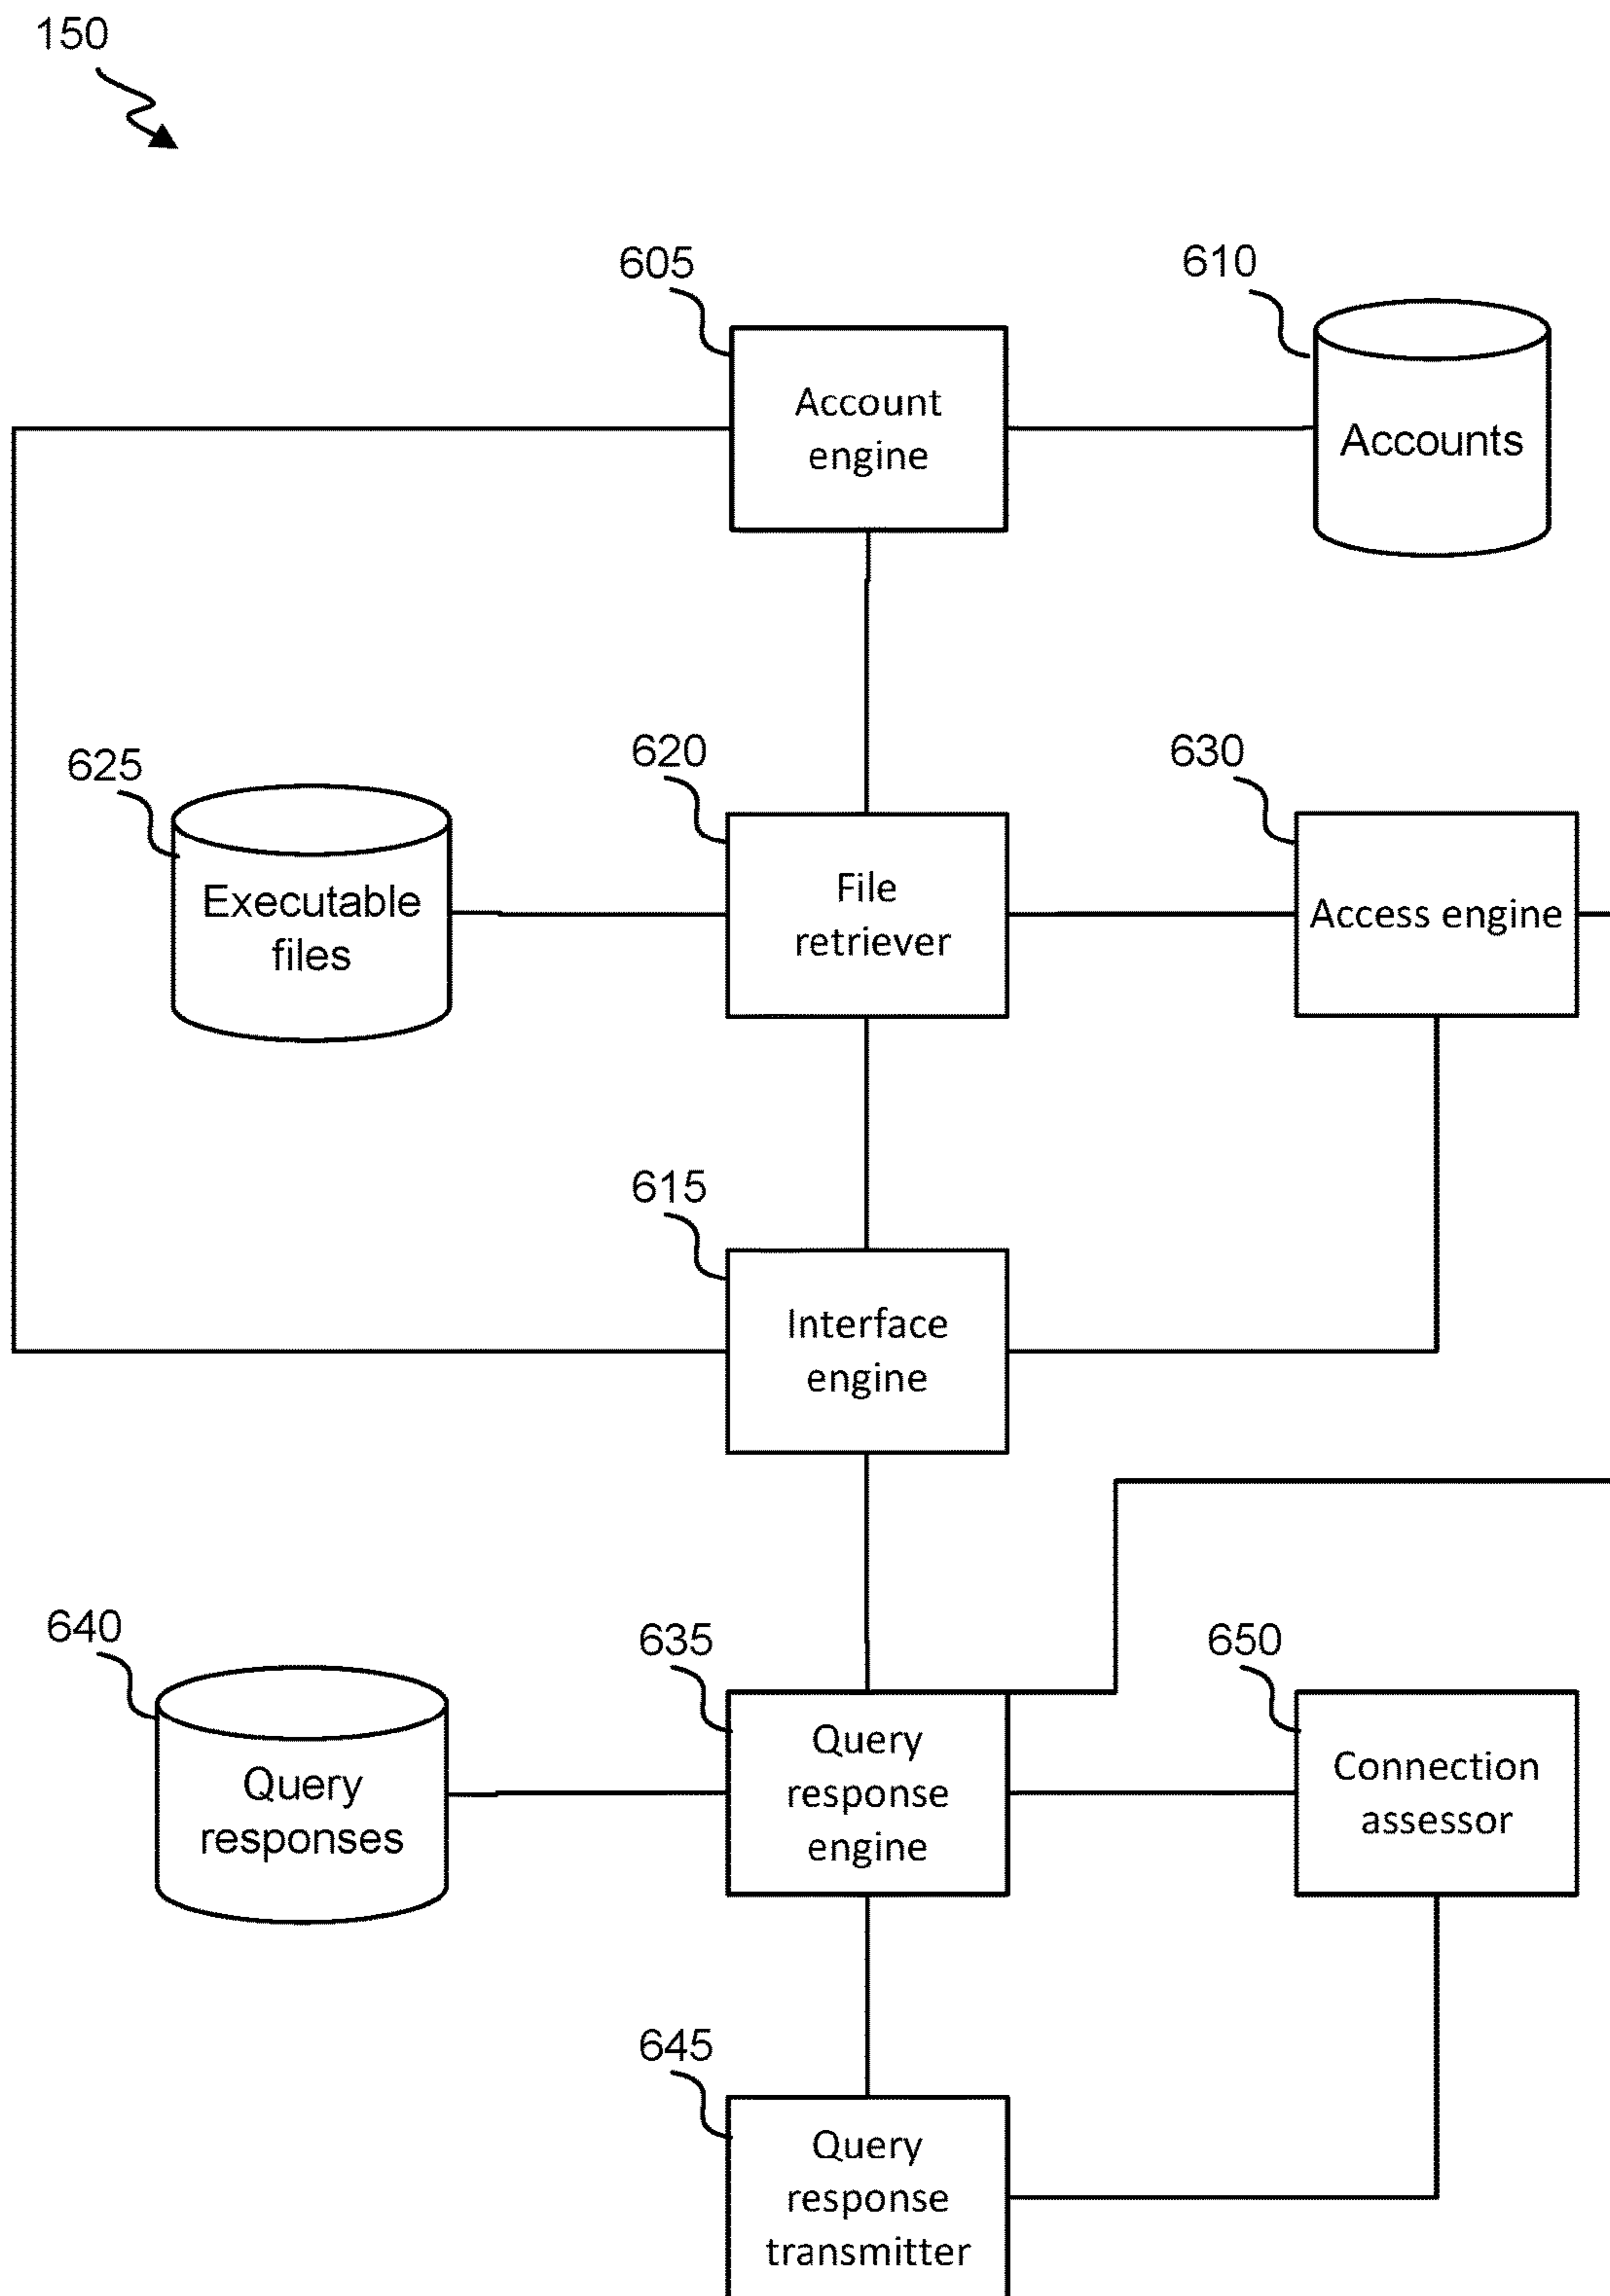 150
605
610
Account
engine
Accounts
625
620
630
Executable
files
File
retriever
Access engine
615
Interface
engine
640
635
650
Query
responses
Query
response
engine
Connection
assessor
645
Query
response
transmitter